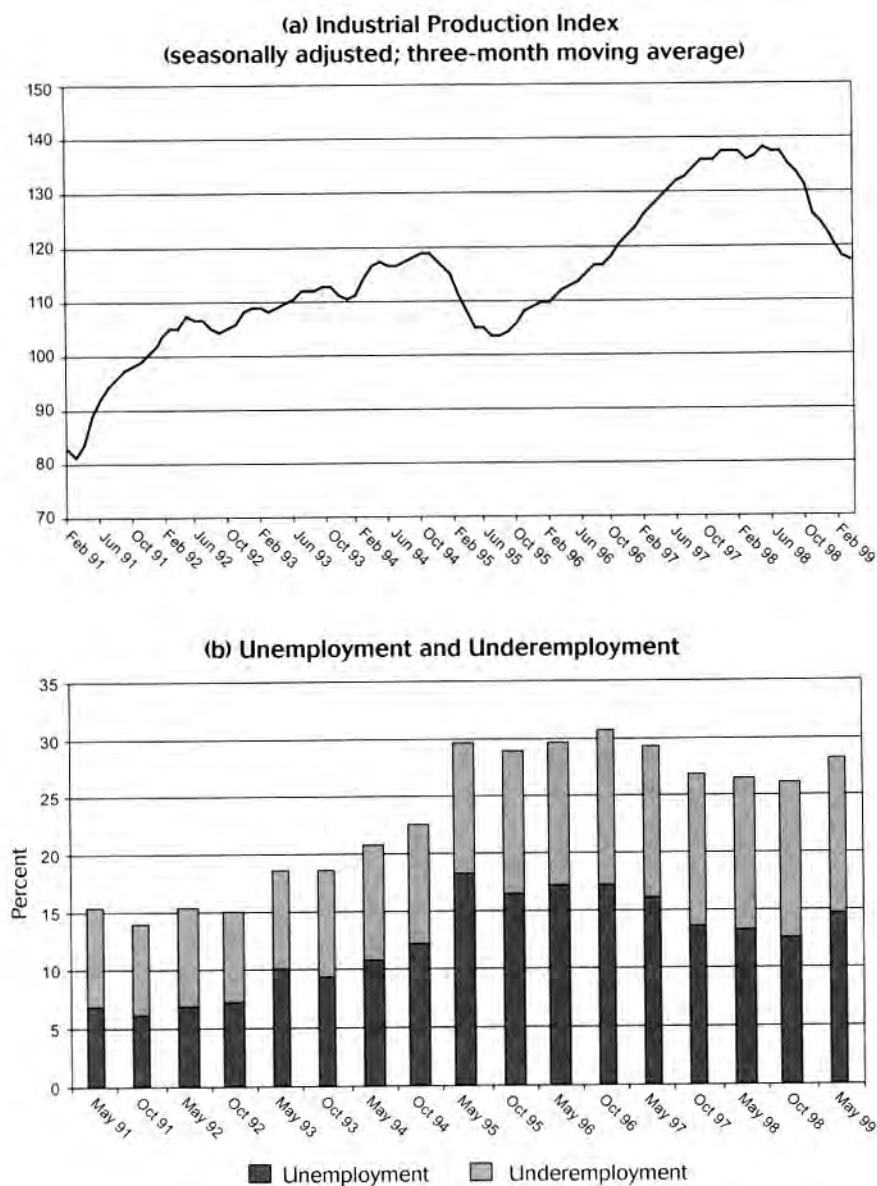 (a) Industrial Production Index
(seasonally adjusted; three-month moving average)
150
140
130
120
110
100
90
80
70
Feb 91
Jun 91
Oct 91
Feb 92
Jun 92
Oct 92
Feb 93
Jun 93
Oct 93
Feb 94
Jun 94
Oct 94
Feb 95
Jun 95
Oct 95
Feb 96
Jun 96
Oct 96
Feb 97
Jun 97
Oct 97
Feb 98
Jun 98
Oct 98
Feb 99
(b) Unemployment and Underemployment
Percent
35
30
25
20
15
10
5
0
May 91
Oct 91
May 92
Oct 92
May 93
Oct 93
May 94
Oct 94
May 95
Oct 95
May 96
Oct 96
May 97
Oct 97
May 98
Oct 98
May 99
Unemployment Underemployment